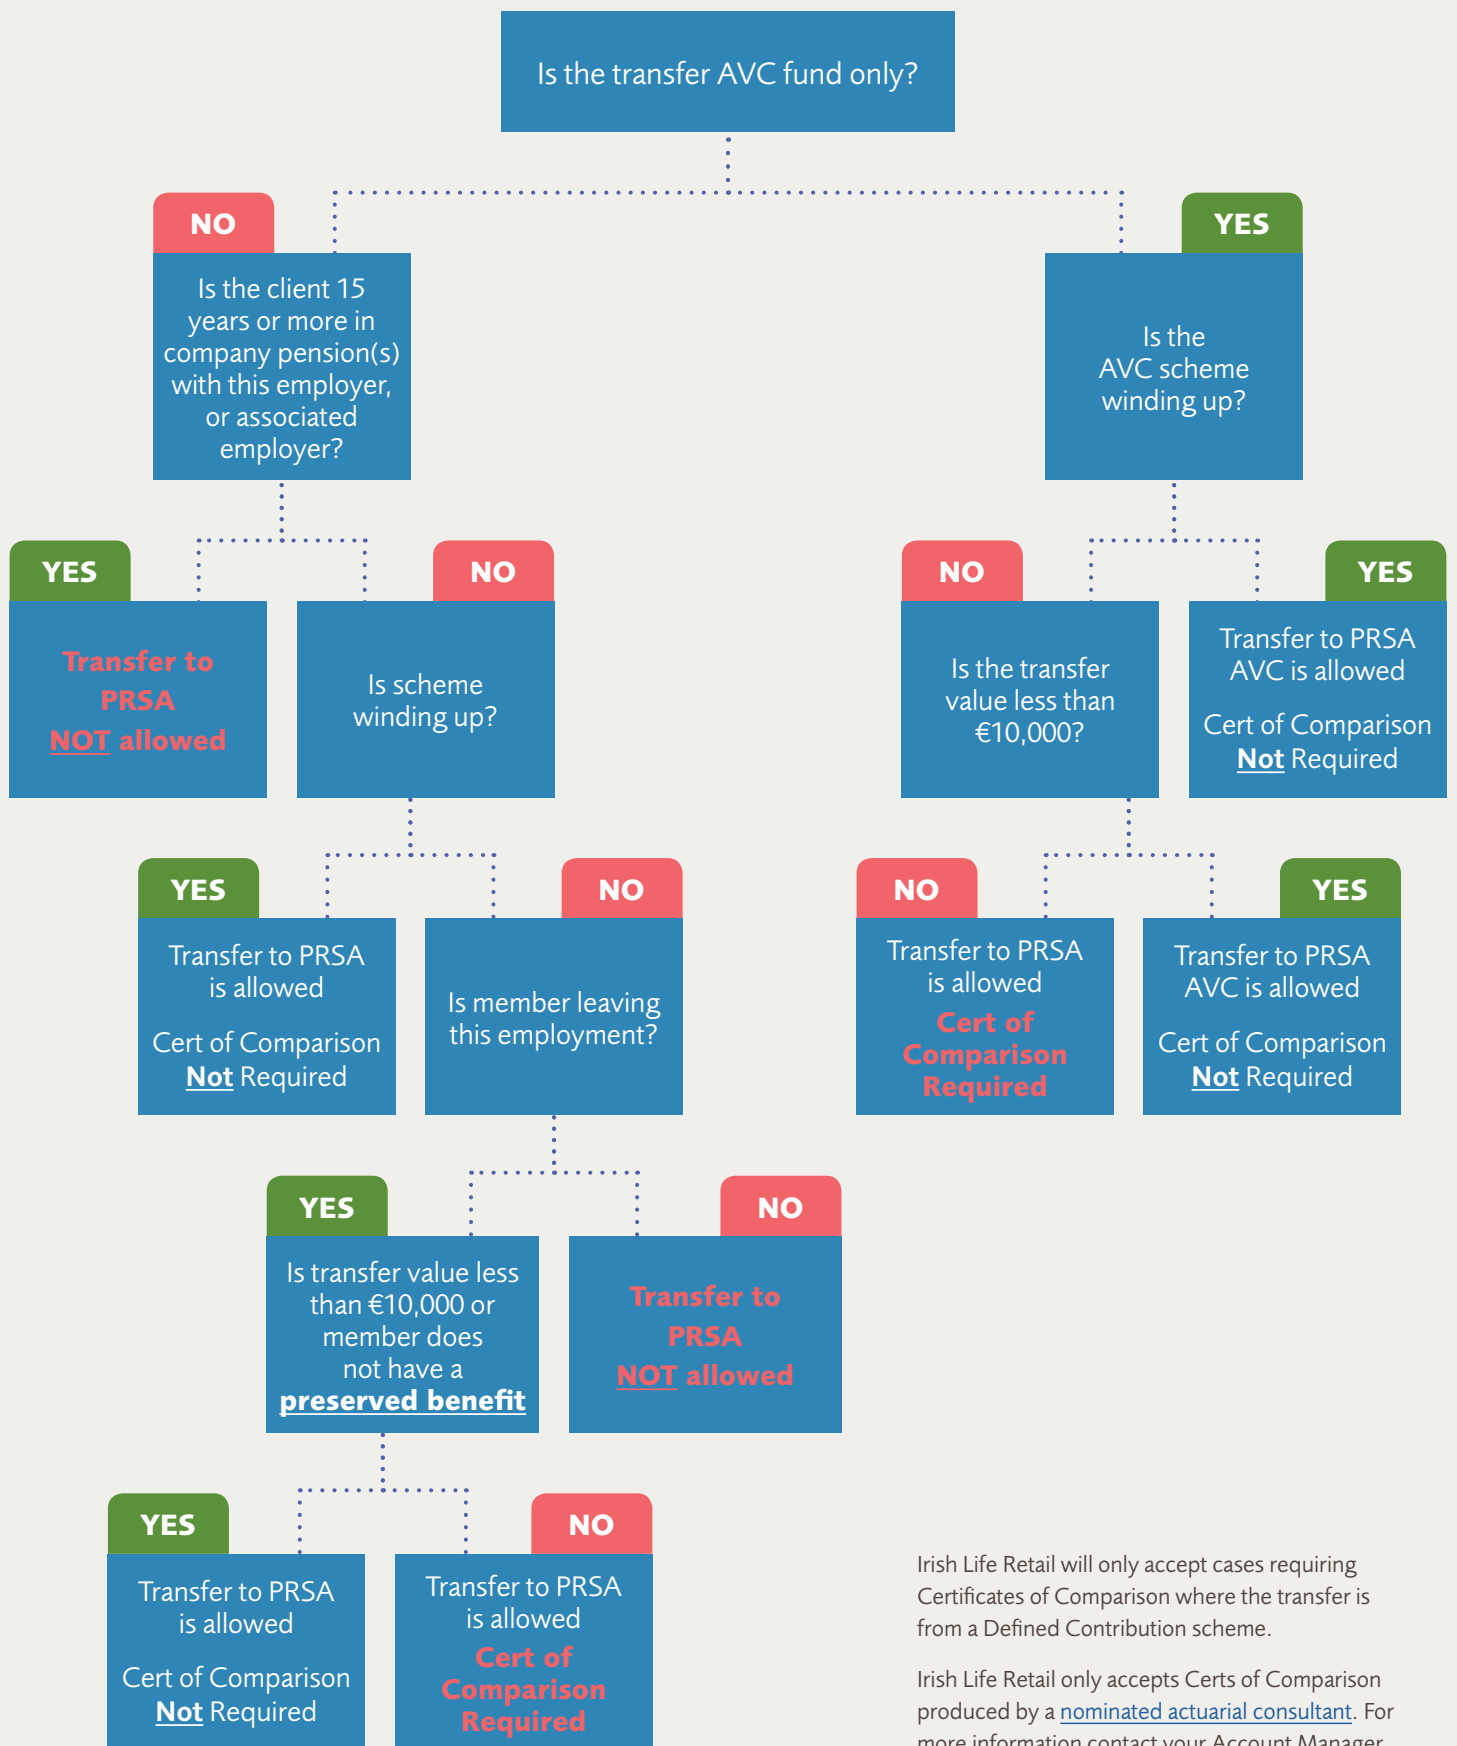 Is the transfer AVC fund only?
NO
Is the client 15
years or more in
company pension(s)
with this employer,
or associated
employer?
YES
Is the
AVC scheme
winding up?
YES
Transfer to
PRSA
NOT allowed
NO
Is scheme
winding up?
NO
Is the transfer
value less than
€10,000?
YES
Transfer to PRSA
AVC is allowed
Cert of Comparison
Not Required
YES
Transfer to PRSA
is allowed
Cert of Comparison
Not Required
NO
Is member leaving
this employment?
NO
Transfer to PRSA
is allowed
Cert of
Comparison
Required
YES
Transfer to PRSA
AVC is allowed
Cert of Comparison
Not Required
YES
Is transfer value less
than €10,000 or
member does
not have a
preserved benefit
NO
Transfer to
PRSA
NOT allowed
YES
Transfer to PRSA
is allowed
Cert of Comparison
Not Required
NO
Transfer to PRSA
is allowed
Cert of
Comparison
Required
Irish Life Retail will only accept cases requiring
Certificates of Comparison where the transfer is
from a Defined Contribution scheme.
Irish Life Retail only accepts Certs of Comparison
produced by a nominated actuarial consultant. For
more information contact your Account Manager